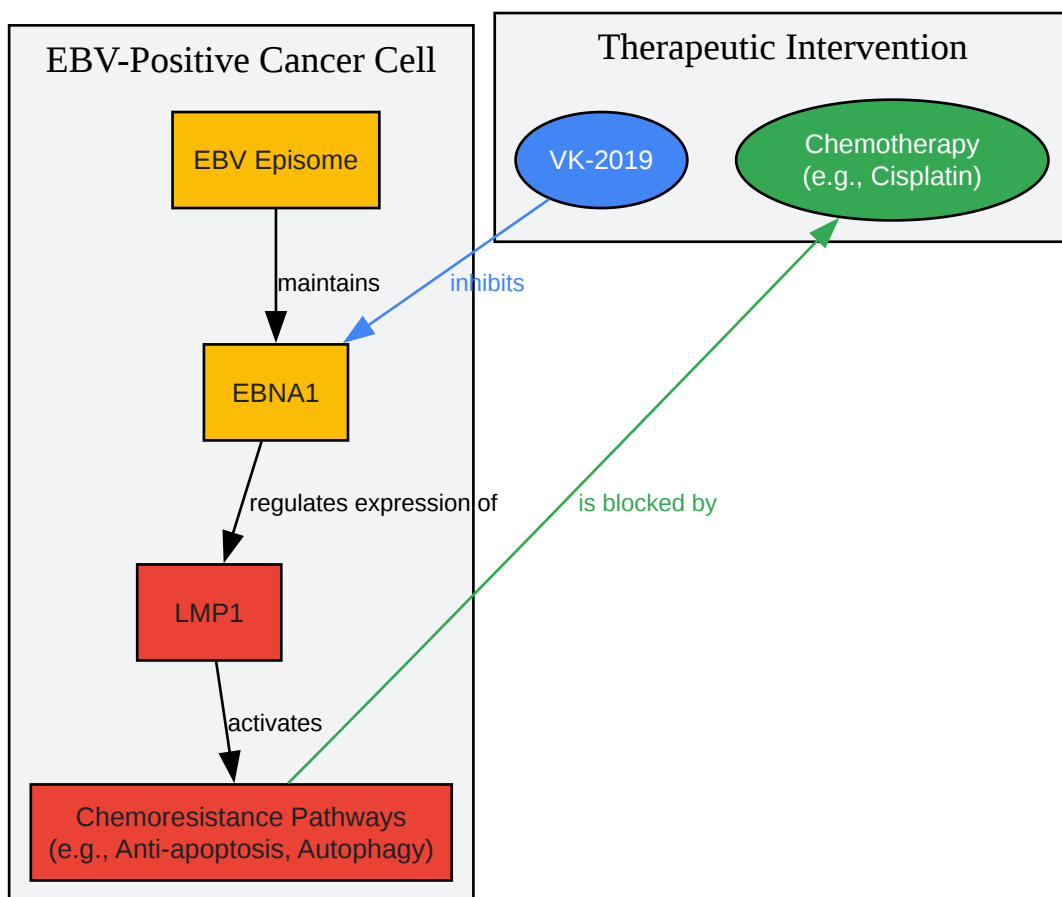 EBV-Positive Cancer Cell
Therapeutic Intervention
EBV Episome
VK-2019
Chemotherapy
(e.g., Cisplatin)
maintains
inhibits
EBNA1
regulates expression of
is blocked by
LMP1
activates
Chemoresistance Pathways
(e.g., Anti-apoptosis, Autophagy)